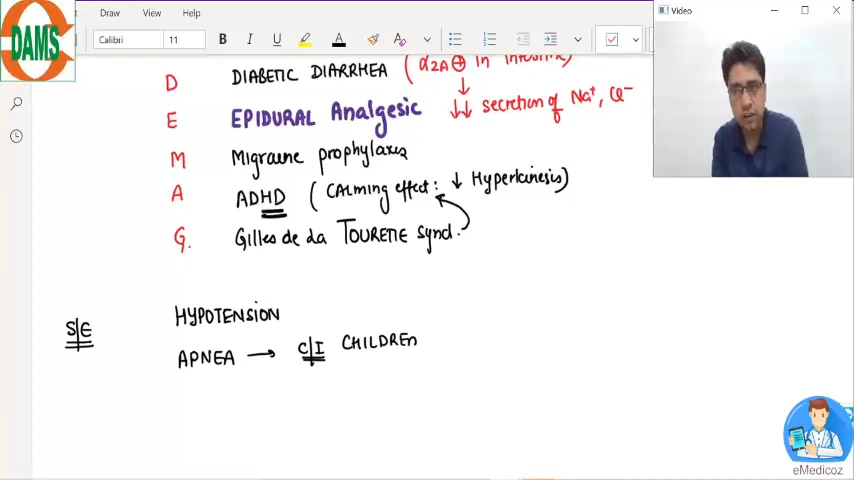 Draw View Help
Video
DAMS
Calibri 11 B I U A
D DIABETIC DIARRHEA (α2A ⊕ in intestine)
↓
↓↓ secretion of Na⁺, Cl⁻
E EPIDURAL Analgesic
M Migraine prophylaxis
A ADHD (CALming effect: ↓ Hyperkinesis)
G. Gilles de la TOURETTE synd.
S/E HYPOTENSION
APNEA → C/I CHILDREn
eMedicoz